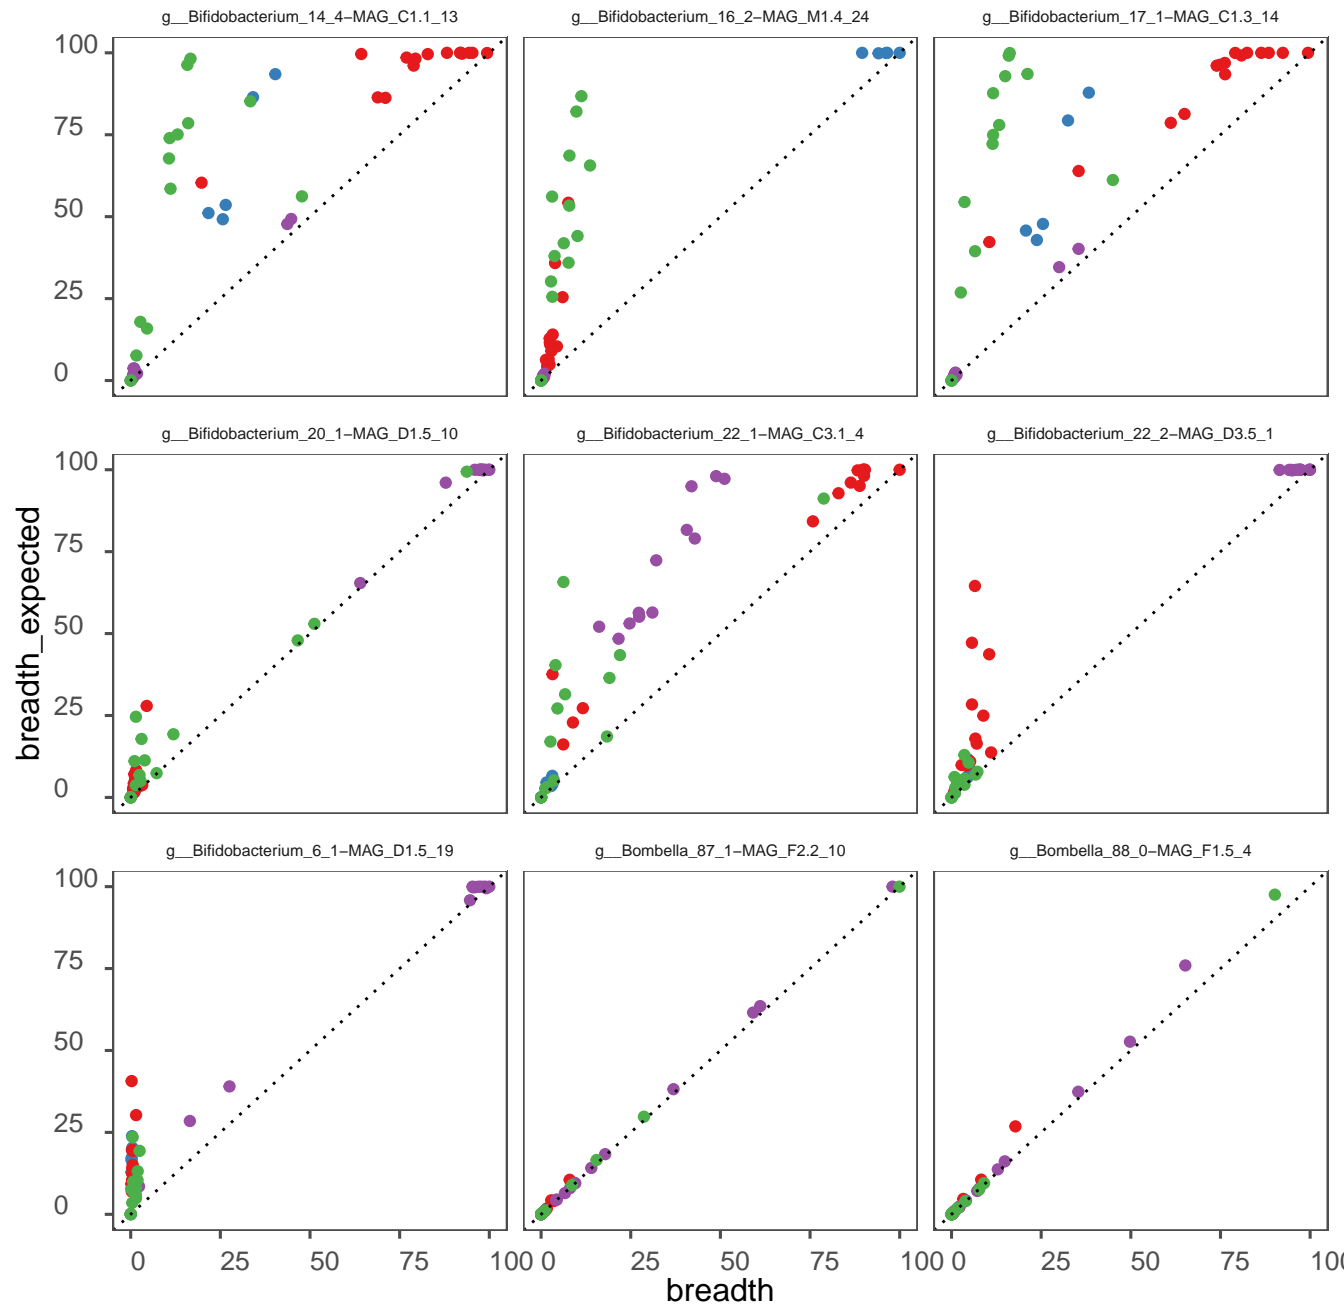 g__Bifidobacterium_14_4−MAG_C1.1_13
g__Bifidobacterium_16_2−MAG_M1.4_24
g__Bifidobacterium_17_1−MAG_C1.3_14
100
75
50
25
0
g__Bifidobacterium_20_1−MAG_D1.5_10
g__Bifidobacterium_22_1−MAG_C3.1_4
g__Bifidobacterium_22_2−MAG_D3.5_1
100
75
50
25
0
breadth_expected
g__Bifidobacterium_6_1−MAG_D1.5_19
g__Bombella_87_1−MAG_F2.2_10
g__Bombella_88_0−MAG_F1.5_4
100
75
50
25
0
0 25 50 75 100
0 25 50 75 100
0 25 50 75 100
breadth